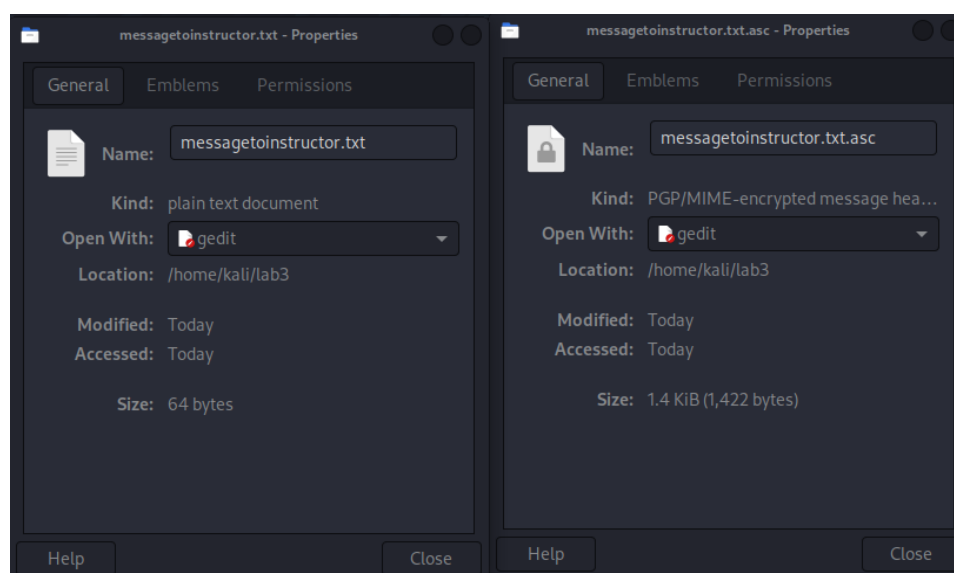 messagetoinstructor.txt - Properties
General Emblems Permissions
Name: messagetoinstructor.txt
Kind: plain text document
Open With: gedit
Location: /home/kali/lab3
Modified: Today
Accessed: Today
Size: 64 bytes
Help Close
messagetoinstructor.txt.asc - Properties
General Emblems Permissions
Name: messagetoinstructor.txt.asc
Kind: PGP/MIME-encrypted message hea...
Open With: gedit
Location: /home/kali/lab3
Modified: Today
Accessed: Today
Size: 1.4 KiB (1,422 bytes)
Help Close